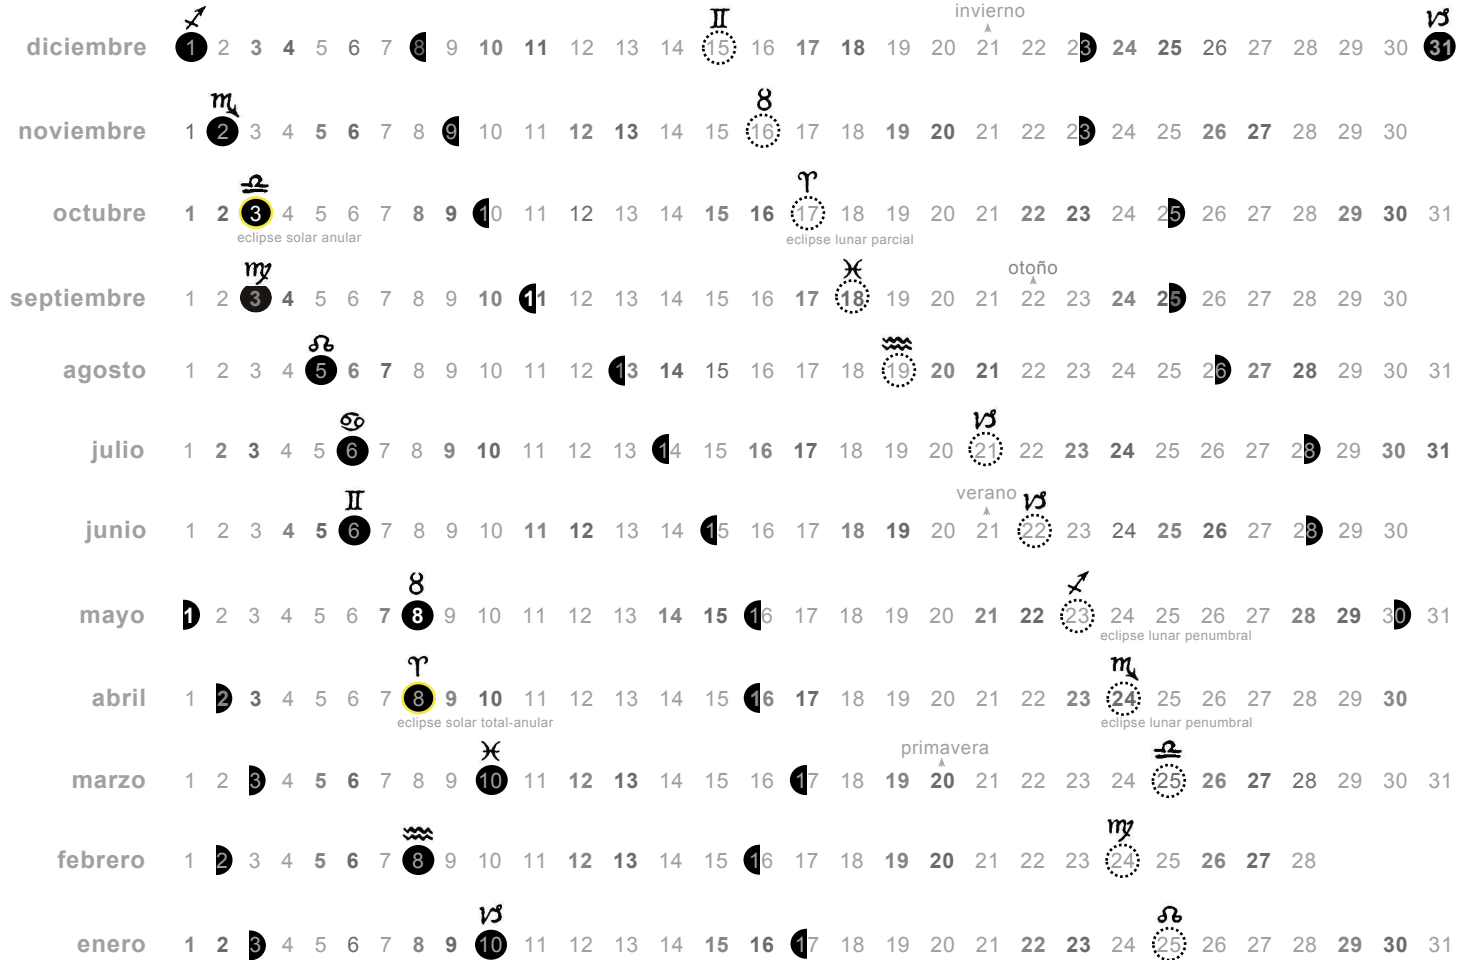 invierno
diciembre 1 2 3 4 5 6 7 8 9 10 11 12 13 14 15 16 17 18 19 20 21 22 23 24 25 26 27 28 29 30 31
noviembre 1 2 3 4 5 6 7 8 9 10 11 12 13 14 15 16 17 18 19 20 21 22 23 24 25 26 27 28 29 30
octubre 1 2 3 4 5 6 7 8 9 10 11 12 13 14 15 16 17 18 19 20 21 22 23 24 25 26 27 28 29 30 31
eclipse solar anular eclipse lunar parcial
otoño
septiembre 1 2 3 4 5 6 7 8 9 10 11 12 13 14 15 16 17 18 19 20 21 22 23 24 25 26 27 28 29 30
agosto 1 2 3 4 5 6 7 8 9 10 11 12 13 14 15 16 17 18 19 20 21 22 23 24 25 26 27 28 29 30 31
julio 1 2 3 4 5 6 7 8 9 10 11 12 13 14 15 16 17 18 19 20 21 22 23 24 25 26 27 28 29 30 31
verano
junio 1 2 3 4 5 6 7 8 9 10 11 12 13 14 15 16 17 18 19 20 21 22 23 24 25 26 28 29 30
mayo 1 2 3 4 5 6 7 8 9 10 11 12 13 14 15 16 17 18 19 20 21 22 23 24 25 26 27 28 29 30 31
eclipse lunar penumbral
abril 1 2 3 4 5 6 7 8 9 10 11 12 13 14 15 16 17 18 19 20 21 22 23 24 25 26 27 28 29 30
eclipse solar total-anular eclipse lunar penumbral
primavera
marzo 1 2 3 4 5 6 7 8 9 10 11 12 13 14 15 16 17 18 19 20 21 22 23 24 25 26 27 28 29 30 31
febrero 1 2 3 4 5 6 7 8 9 10 11 12 13 14 15 16 17 18 19 20 21 22 23 24 25 26 27 28
enero 1 2 3 4 5 6 7 8 9 10 11 12 13 14 15 16 17 18 19 20 21 22 23 24 25 26 27 28 29 30 31